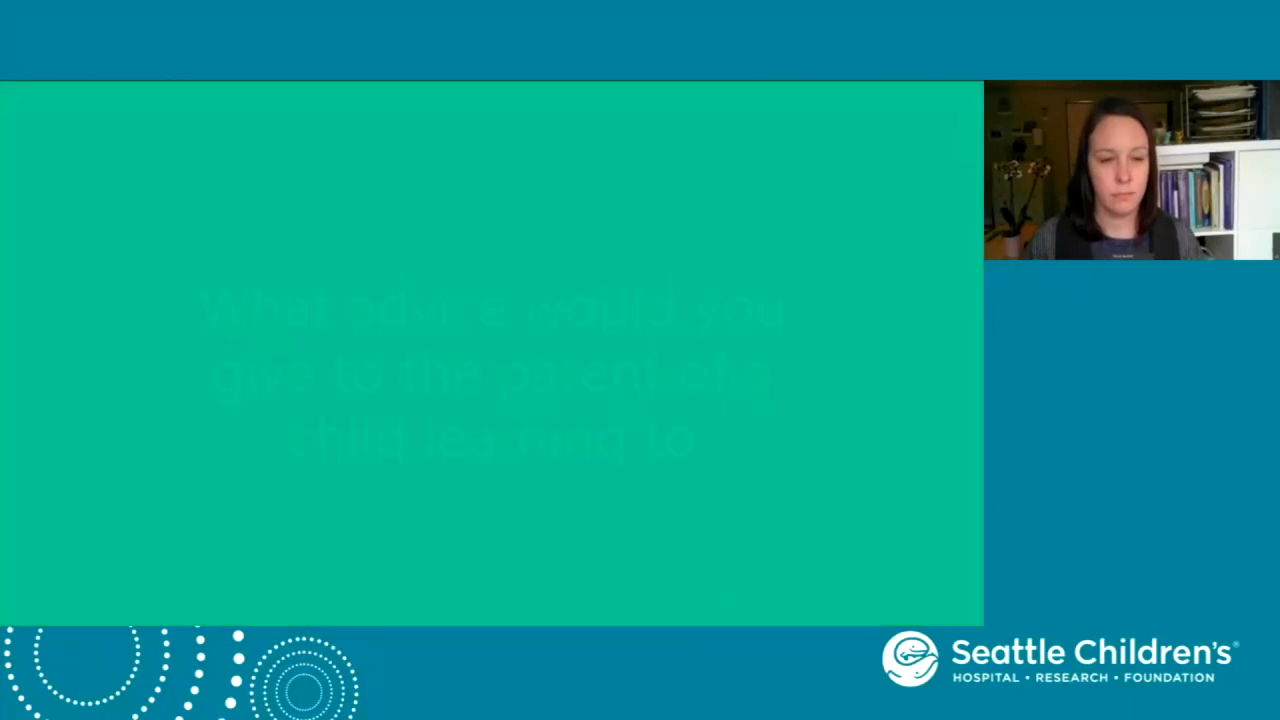 What advice would you
give to the parent of a
child learning to
Seattle Children's®
HOSPITAL • RESEARCH • FOUNDATION